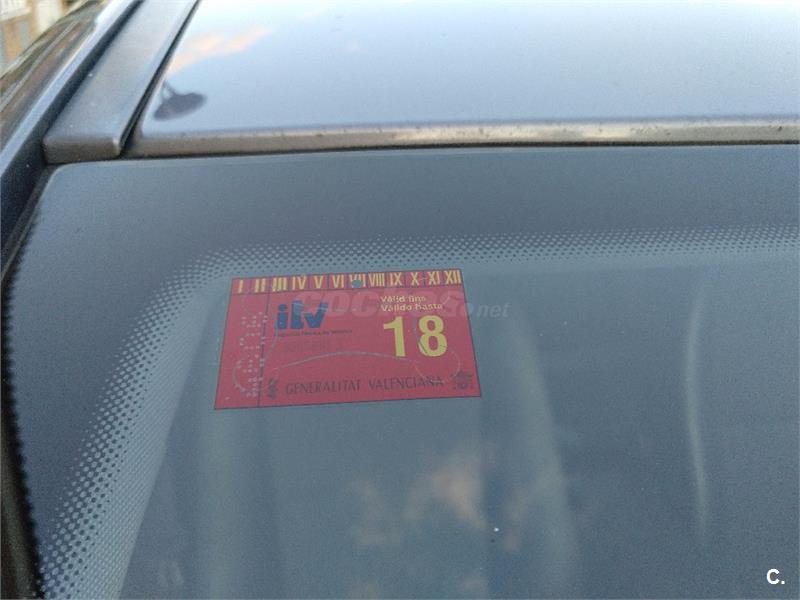 I II III IV V VI VII VIII IX X XI XII
itv
Vàlid fins
Válido hasta
18
GENERALITAT VALENCIANA
C.